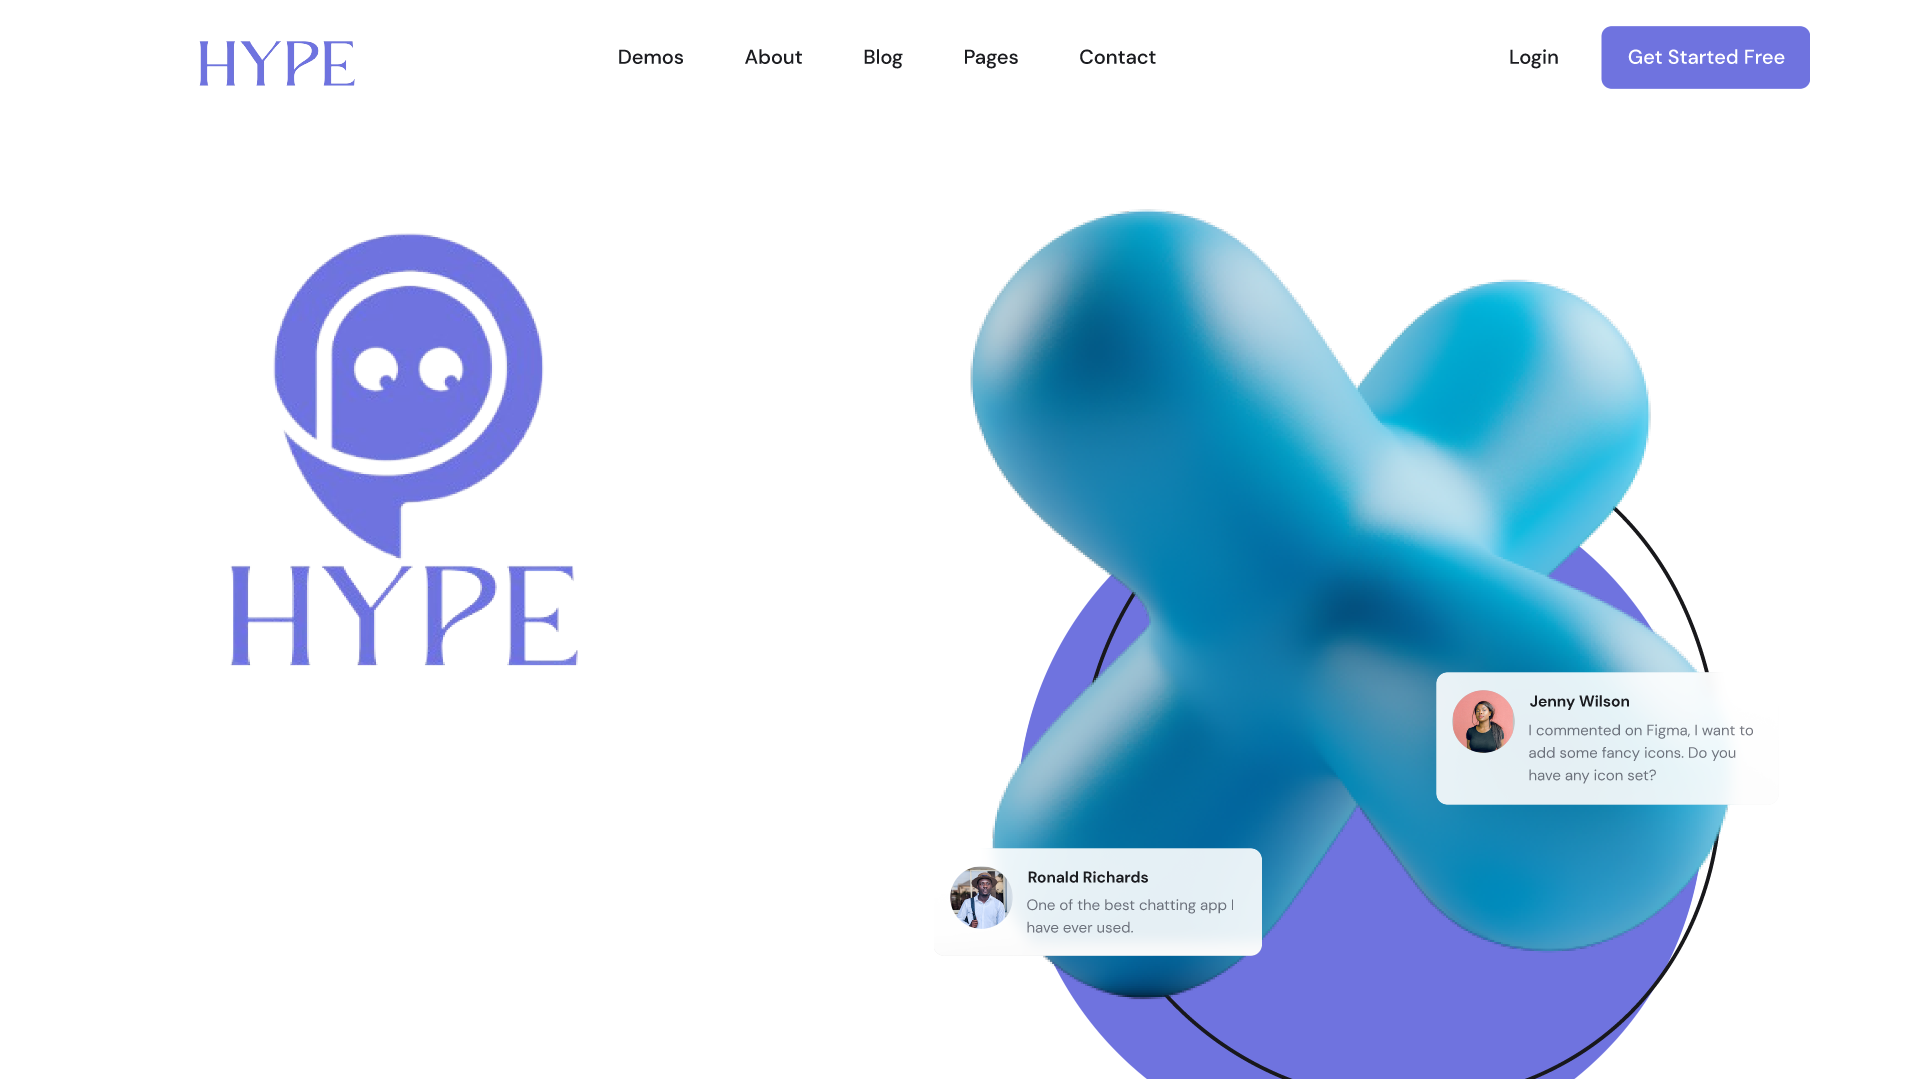 HYPE
Demos About Blog Pages Contact Login Get Started Free
HYPE
Jenny Wilson
I commented on Figma, I want to
add some fancy icons. Do you
have any icon set?
Ronald Richards
One of the best chatting app I
have ever used.